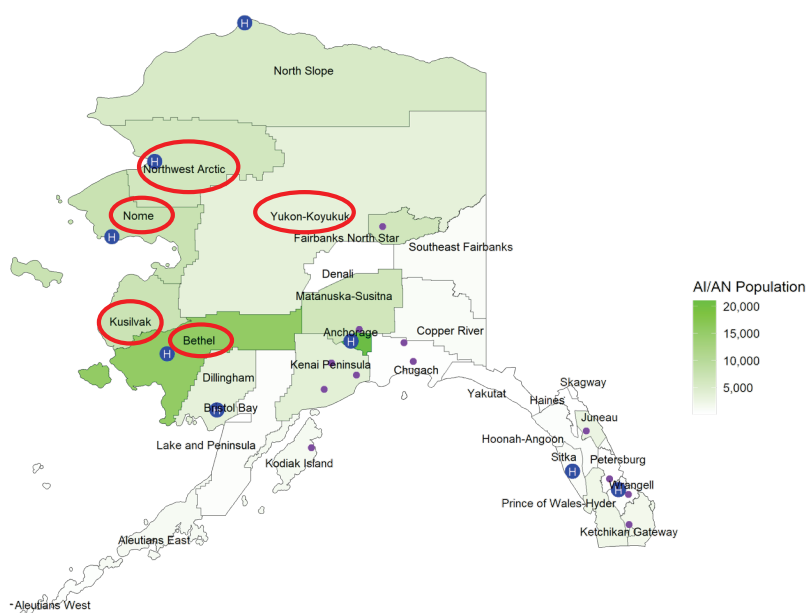 H
North Slope
H
Northwest Arctic
Nome
Yukon-Koyukuk
H
Fairbanks North Star
Southeast Fairbanks
Denali
AI/AN Population
Matanuska-Susitna
20,000
Kusilvak
Copper River
15,000
Bethel
Anchorage
H
H
10,000
Kenai Peninsula
Chugach
Dillingham
5,000
Skagway
Yakutat
Haines
Bristol Bay
H
Juneau
Hoonah-Angoon
Lake and Peninsula
Sitka
Petersburg
Kodiak Island
H
Wrangell
H
Prince of Wales-Hyder
Ketchikan Gateway
Aleutians East
Aleutians West